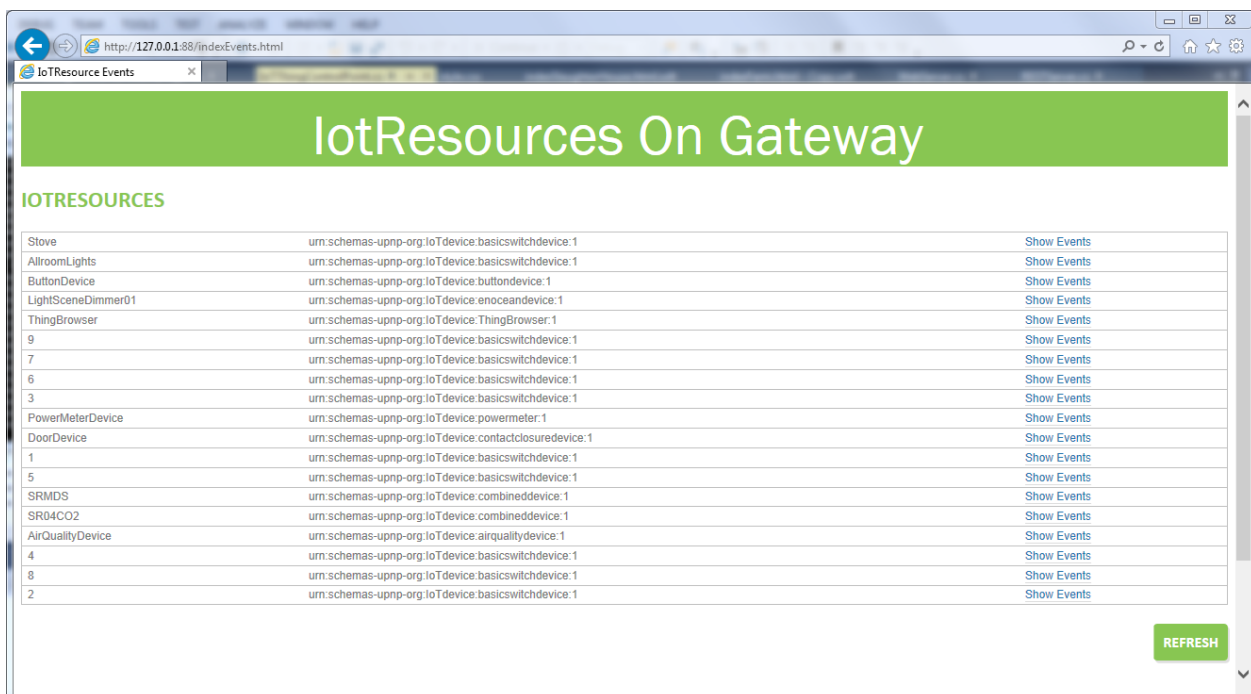 http://127.0.0.1:88/indexEvents.html
IoTResource Events
IotResources On Gateway
IOTRESOURCES
Stove urn:schemas-upnp-org:IoTdevice:basicswitchdevice:1 Show Events
AllroomLights urn:schemas-upnp-org:IoTdevice:basicswitchdevice:1 Show Events
ButtonDevice urn:schemas-upnp-org:IoTdevice:buttondevice:1 Show Events
LightSceneDimmer01 urn:schemas-upnp-org:IoTdevice:enoceandevice:1 Show Events
ThingBrowser urn:schemas-upnp-org:IoTdevice:ThingBrowser:1 Show Events
9 urn:schemas-upnp-org:IoTdevice:basicswitchdevice:1 Show Events
7 urn:schemas-upnp-org:IoTdevice:basicswitchdevice:1 Show Events
6 urn:schemas-upnp-org:IoTdevice:basicswitchdevice:1 Show Events
3 urn:schemas-upnp-org:IoTdevice:basicswitchdevice:1 Show Events
PowerMeterDevice urn:schemas-upnp-org:IoTdevice:powermeter:1 Show Events
DoorDevice urn:schemas-upnp-org:IoTdevice:contactclosuredevice:1 Show Events
1 urn:schemas-upnp-org:IoTdevice:basicswitchdevice:1 Show Events
5 urn:schemas-upnp-org:IoTdevice:basicswitchdevice:1 Show Events
SRMDS urn:schemas-upnp-org:IoTdevice:combineddevice:1 Show Events
SR04CO2 urn:schemas-upnp-org:IoTdevice:combineddevice:1 Show Events
AirQualityDevice urn:schemas-upnp-org:IoTdevice:airqualitydevice:1 Show Events
4 urn:schemas-upnp-org:IoTdevice:basicswitchdevice:1 Show Events
8 urn:schemas-upnp-org:IoTdevice:basicswitchdevice:1 Show Events
2 urn:schemas-upnp-org:IoTdevice:basicswitchdevice:1 Show Events
REFRESH